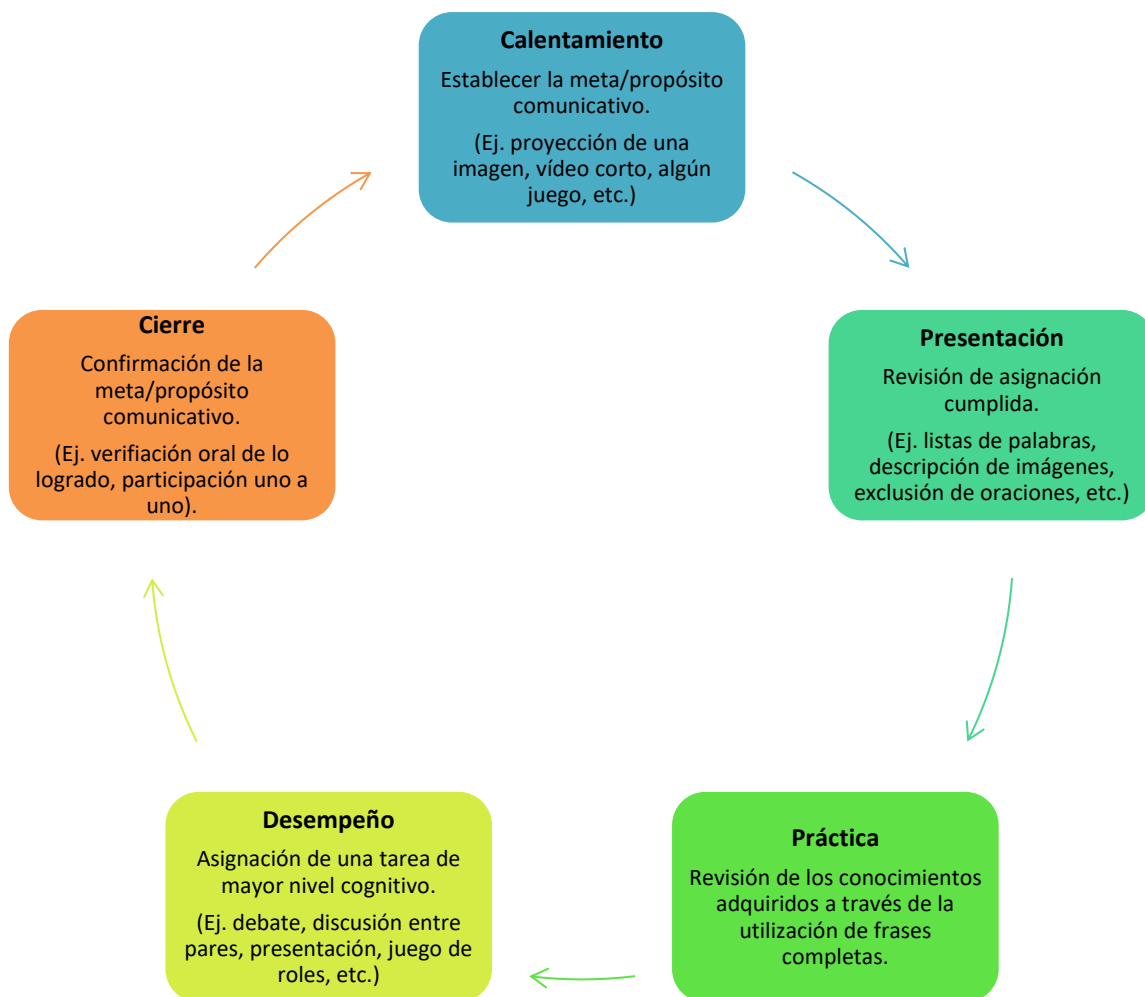 Calentamiento
Establecer la meta/propósito
comunicativo.
(Ej. proyección de una
imagen, vídeo corto, algún
juego, etc.)
Presentación
Revisión de asignación
cumplida.
(Ej. listas de palabras,
descripción de imágenes,
exclusión de oraciones, etc.)
Práctica
Revisión de los conocimientos
adquiridos a través de la
utilización de frases
completas.
Desempeño
Asignación de una tarea de
mayor nivel cognitivo.
(Ej. debate, discusión entre
pares, presentación, juego de
roles, etc.)
Cierre
Confirmación de la
meta/propósito
comunicativo.
(Ej. verifiación oral de lo
logrado, participación uno a
uno).